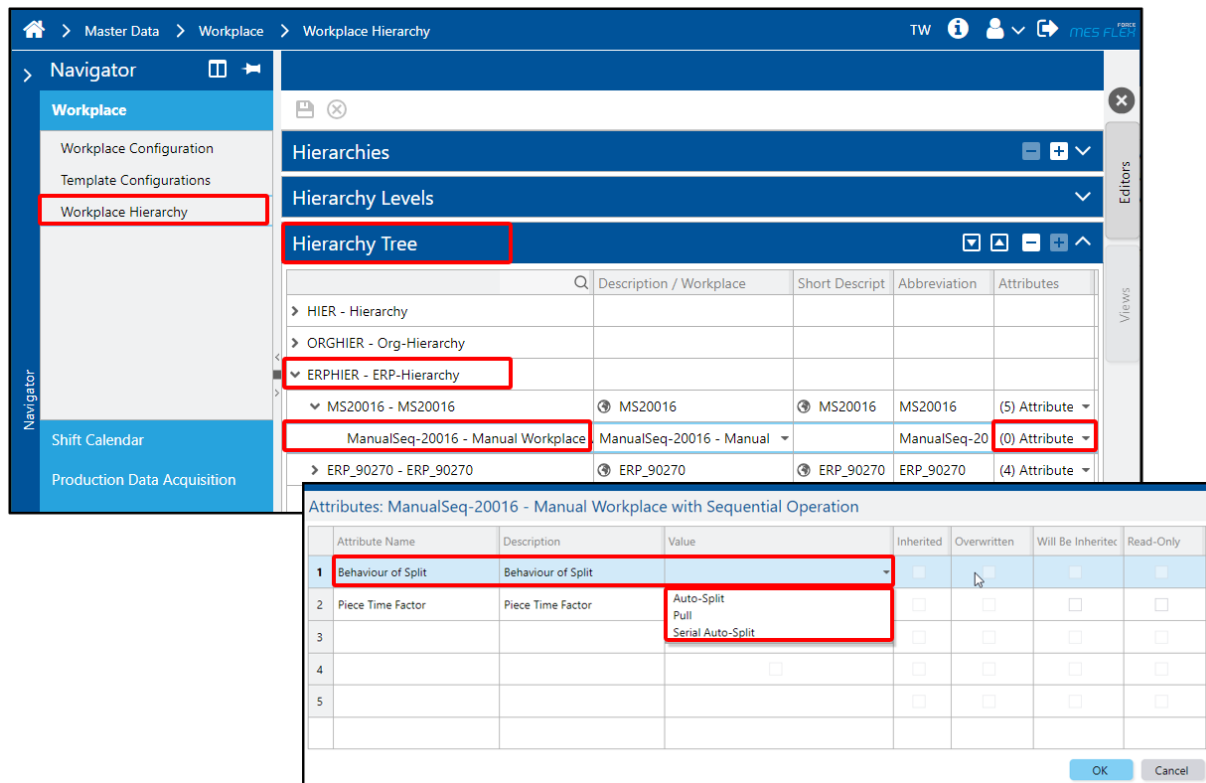 Master Data Workplace Workplace Hierarchy TW MES FLEX FORCE
Navigator
Workplace
Workplace Configuration
Template Configurations
Workplace Hierarchy
Shift Calendar
Production Data Acquisition
Navigator
Hierarchies
Hierarchy Levels
Hierarchy Tree
Description / Workplace Short Descript Abbreviation Attributes
HIER - Hierarchy
ORGHIER - Org-Hierarchy
ERPHIER - ERP-Hierarchy
MS20016 - MS20016 MS20016 MS20016 MS20016 (5) Attribute
ManualSeq-20016 - Manual Workplace ManualSeq-20016 - Manual ManualSeq-20 (0) Attribute
ERP_90270 - ERP_90270 ERP_90270 ERP_90270 ERP_90270 (4) Attribute
Editors
Views
Attributes: ManualSeq-20016 - Manual Workplace with Sequential Operation
Attribute Name Description Value Inherited Overwritten Will Be Inheritec Read-Only
1 Behaviour of Split Behaviour of Split
2 Piece Time Factor Piece Time Factor
Auto-Split
Pull
Serial Auto-Split
3
4
5
OK Cancel